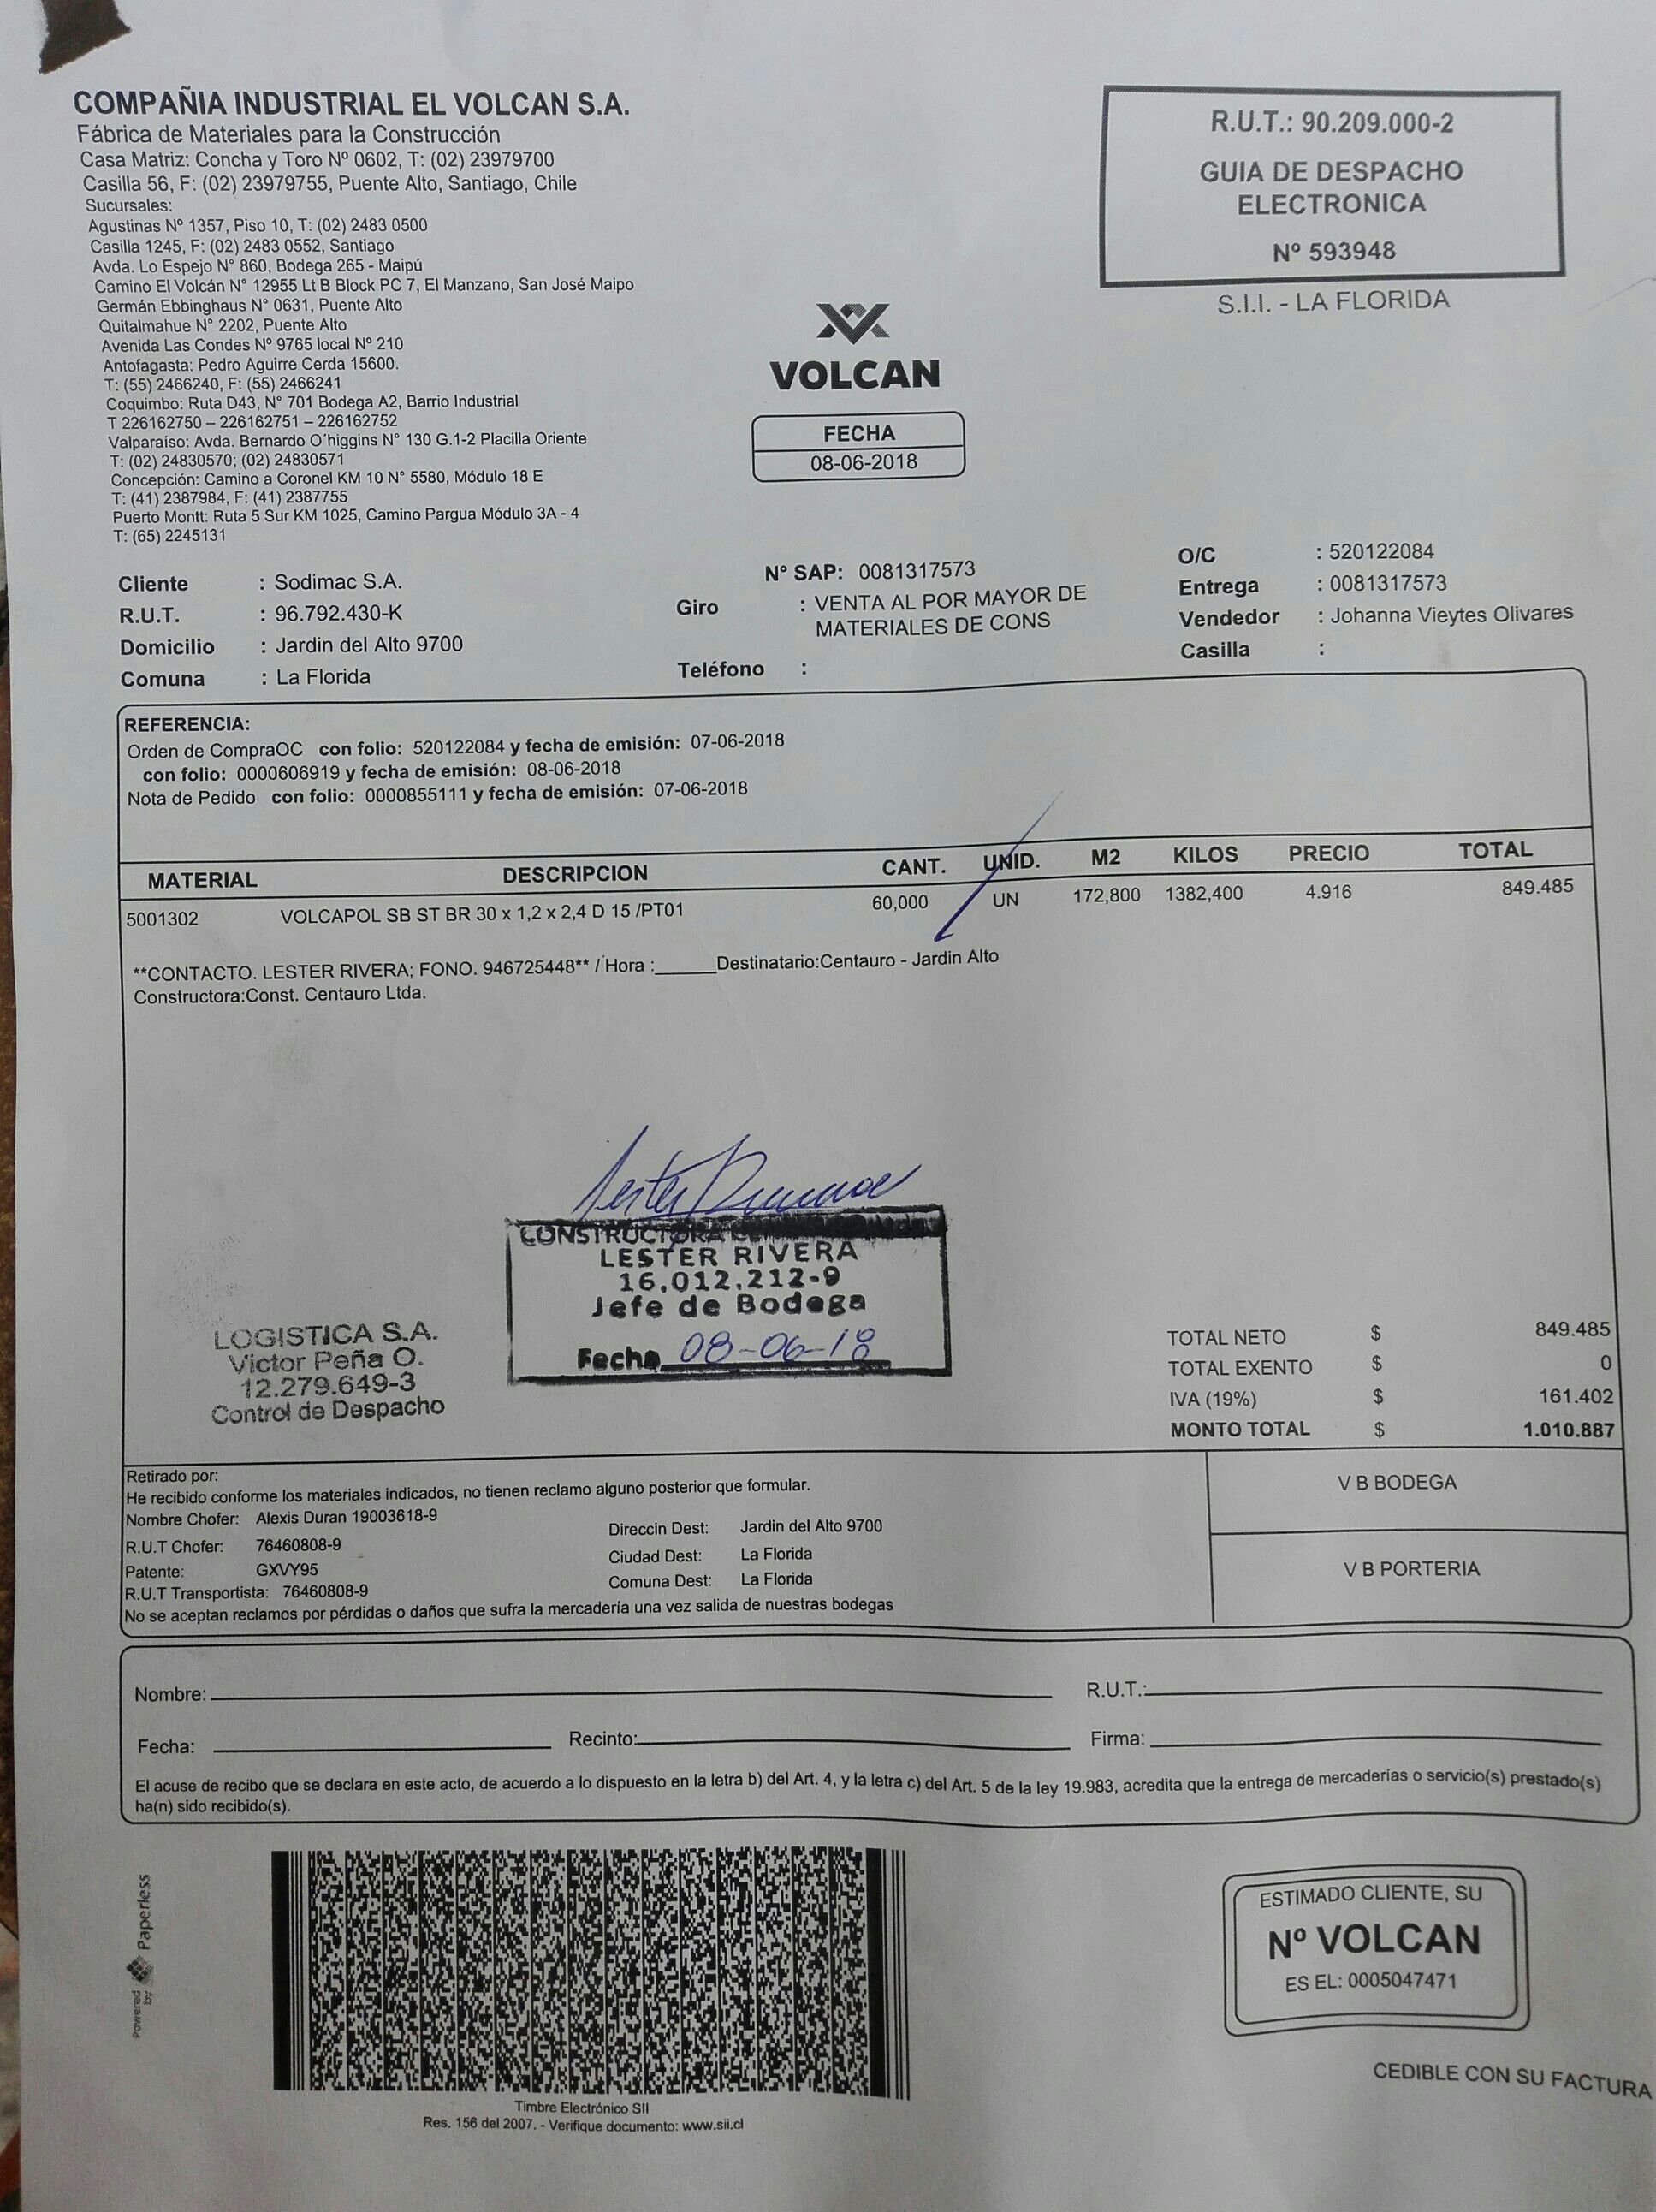 COMPAÑIA INDUSTRIAL EL VOLCAN S.A.
Fábrica de Materiales para la Construcción
Casa Matriz: Concha y Toro Nº 0602, T: (02) 23979700
Casilla 56, F: (02) 23979755, Puente Alto, Santiago, Chile
Sucursales:
Agustinas Nº 1357, Piso 10, T: (02) 2483 0500
Casilla 1245, F: (02) 2483 0552, Santiago
Avda. Lo Espejo N° 860, Bodega 265 - Maipú
Camino El Volcán N° 12955 Lt B Block PC 7, El Manzano, San José Maipo
Germán Ebbinghaus N° 0631, Puente Alto
Quitalmahue N° 2202, Puente Alto
Avenida Las Condes Nº 9765 local Nº 210
Antofagasta: Pedro Aguirre Cerda 15600.
T: (55) 2466240, F: (55) 2466241
Coquimbo: Ruta D43, N° 701 Bodega A2, Barrio Industrial
T 226162750 – 226162751 – 226162752
Valparaíso: Avda. Bernardo O´higgins N° 130 G.1-2 Placilla Oriente
T: (02) 24830570; (02) 24830571
Concepción: Camino a Coronel KM 10 N° 5580, Módulo 18 E
T: (41) 2387984, F: (41) 2387755
Puerto Montt: Ruta 5 Sur KM 1025, Camino Pargua Módulo 3A - 4
T: (65) 2245131
R.U.T.: 90.209.000-2
GUIA DE DESPACHO
ELECTRONICA
Nº 593948
S.I.I. - LA FLORIDA
VOLCAN
FECHA
08-06-2018
Cliente : Sodimac S.A.
R.U.T. : 96.792.430-K
Domicilio : Jardin del Alto 9700
Comuna : La Florida
N° SAP: 0081317573
Giro : VENTA AL POR MAYOR DE
MATERIALES DE CONS
Teléfono :
O/C : 520122084
Entrega : 0081317573
Vendedor : Johanna Vieytes Olivares
Casilla :
REFERENCIA:
Orden de CompraOC con folio: 520122084 y fecha de emisión: 07-06-2018
con folio: 0000606919 y fecha de emisión: 08-06-2018
Nota de Pedido con folio: 0000855111 y fecha de emisión: 07-06-2018
MATERIAL DESCRIPCION CANT. UNID. M2 KILOS PRECIO TOTAL
5001302 VOLCAPOL SB ST BR 30 x 1,2 x 2,4 D 15 /PT01 60,000 UN 172,800 1382,400 4.916 849.485
**CONTACTO. LESTER RIVERA; FONO. 946725448** / Hora :______Destinatario:Centauro - Jardin Alto
Constructora:Const. Centauro Ltda.
CONSTRUCTORA
LESTER RIVERA
16.012.212-9
Jefe de Bodega
Fecha 08-06-18
LOGISTICA S.A.
Victor Peña O.
12.279.649-3
Control de Despacho
TOTAL NETO $ 849.485
TOTAL EXENTO $ 0
IVA (19%) $ 161.402
MONTO TOTAL $ 1.010.887
Retirado por:
He recibido conforme los materiales indicados, no tienen reclamo alguno posterior que formular.
Nombre Chofer: Alexis Duran 19003618-9
R.U.T Chofer: 76460808-9
Patente: GXVY95
R.U.T Transportista: 76460808-9
Direccin Dest: Jardin del Alto 9700
Ciudad Dest: La Florida
Comuna Dest: La Florida
No se aceptan reclamos por pérdidas o daños que sufra la mercadería una vez salida de nuestras bodegas
V B BODEGA
V B PORTERIA
Nombre: R.U.T.:
Fecha: Recinto: Firma:
El acuse de recibo que se declara en este acto, de acuerdo a lo dispuesto en la letra b) del Art. 4, y la letra c) del Art. 5 de la ley 19.983, acredita que la entrega de mercaderías o servicio(s) prestado(s)
ha(n) sido recibido(s).
Powered by Paperless
Timbre Electrónico SII
Res. 156 del 2007. - Verifique documento: www.sii.cl
ESTIMADO CLIENTE, SU
Nº VOLCAN
ES EL: 0005047471
CEDIBLE CON SU FACTURA